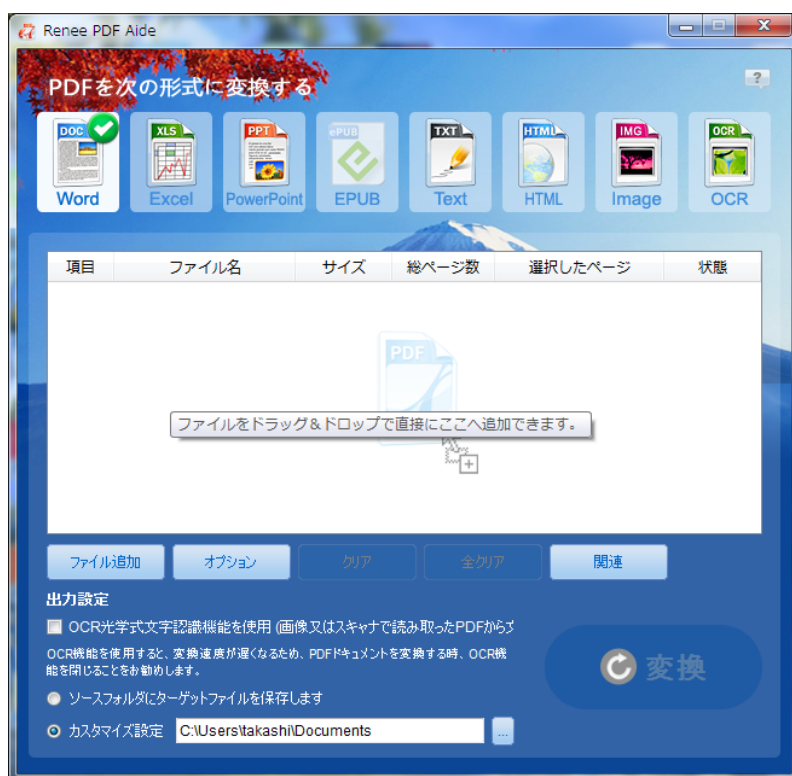 Renee PDF Aide
PDFを次の形式に変換する
?
DOC XLS PPT ePUB TXT HTML IMG OCR
Word Excel PowerPoint EPUB Text HTML Image OCR
項目 ファイル名 サイズ 総ページ数 選択したページ 状態
PDF
ファイルをドラッグ&ドロップで直接にここへ追加できます。
ファイル追加 オプション クリア 全クリア 関連
出力設定
OCR光学式文字認識機能を使用 (画像又はスキャナで読み取ったPDFから
OCR機能を使用すると、変換速度が遅くなるため、PDFドキュメントを変換する時、OCR機
能を閉じることをお勧めします。
変換
ソースフォルダにターゲットファイルを保存します
カスタマイズ設定 C:\Users\takashi\Documents ...